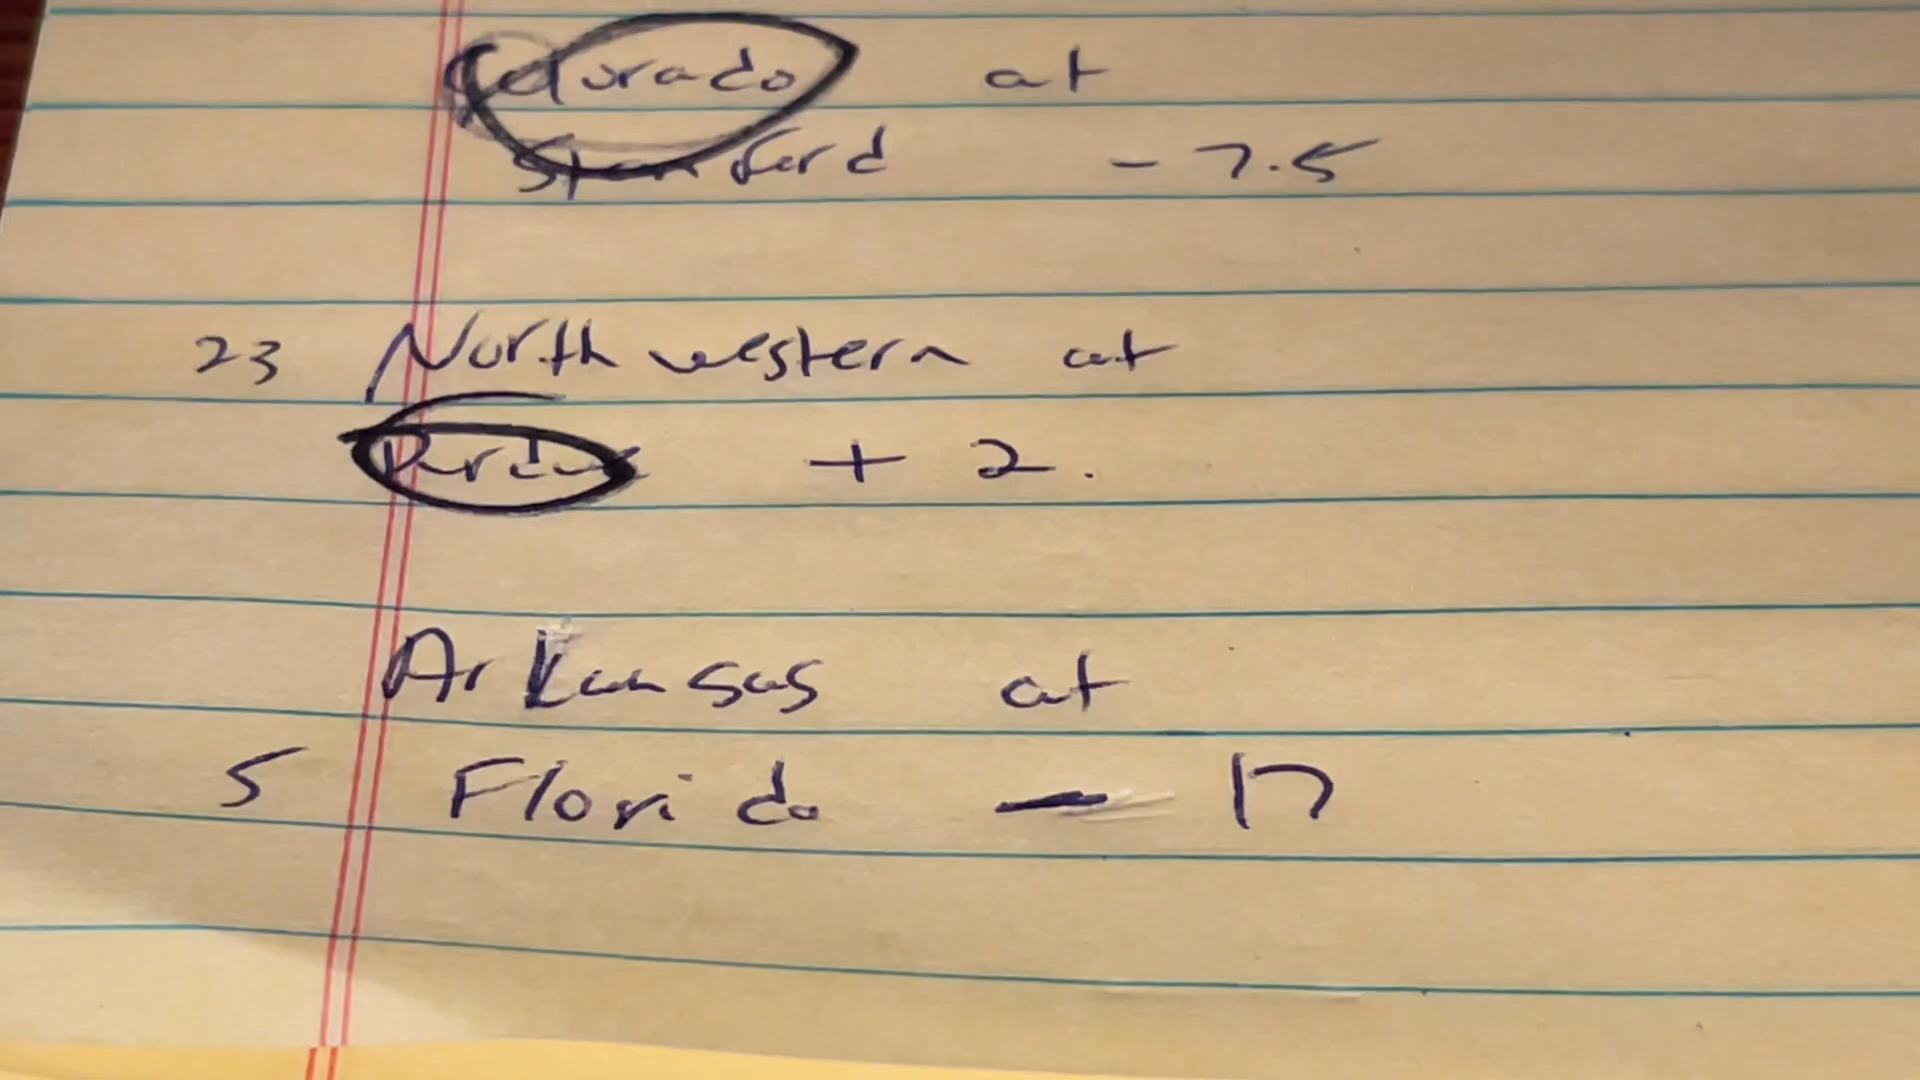 Colorado at
Stanford - 7.5
23 Northwestern at
Purdue + 2.
Arkansas at
5 Florida - 17